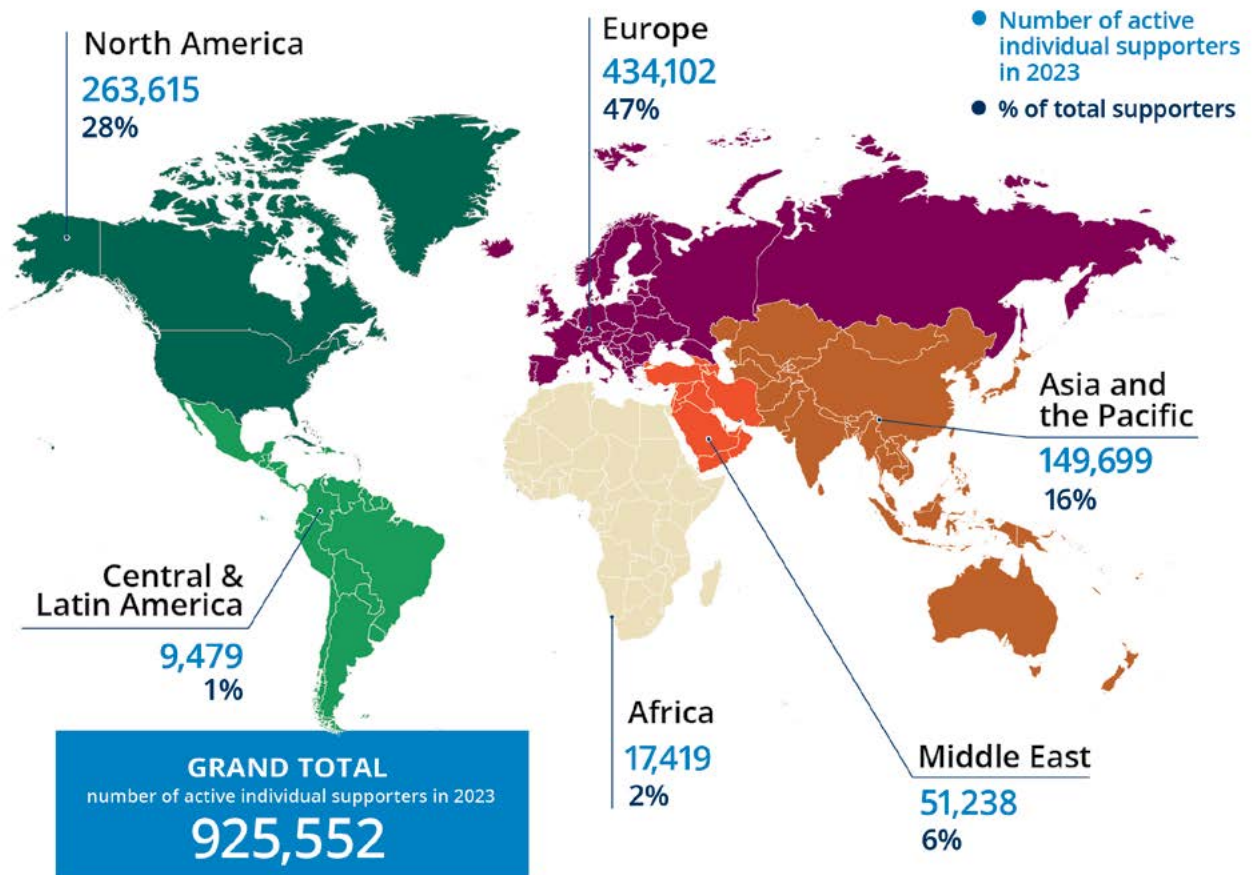 North America
263,615
28%
Europe
434,102
47%
Number of active
individual supporters
in 2023
% of total supporters
Asia and
the Pacific
149,699
16%
Central &
Latin America
9,479
1%
Africa
17,419
2%
Middle East
51,238
6%
GRAND TOTAL
number of active individual supporters in 2023
925,552